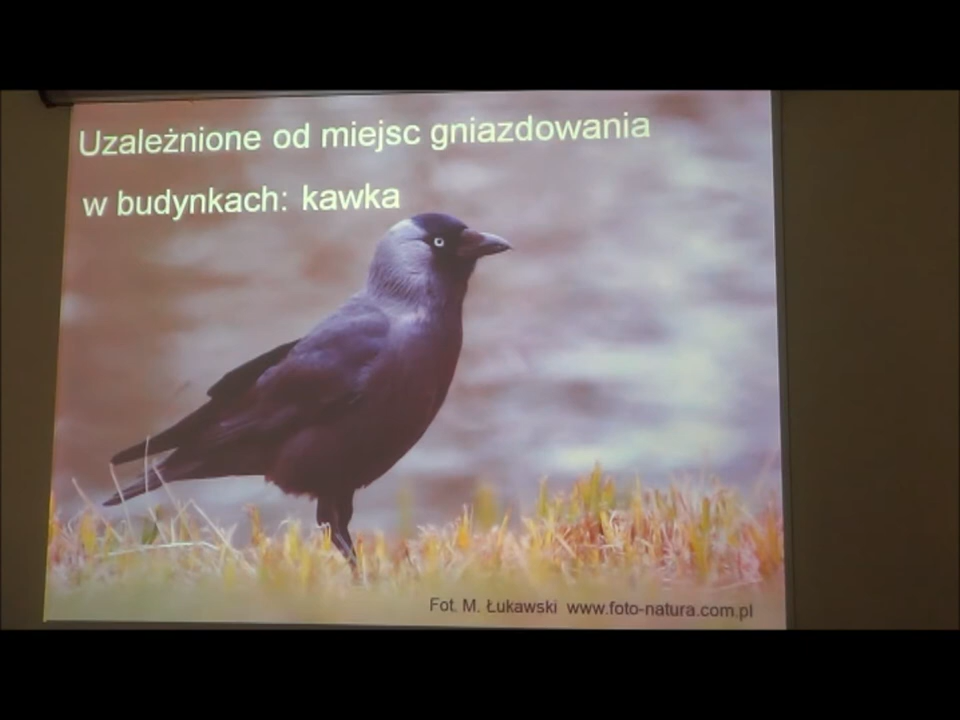 Uzależnione od miejsc gniazdowania
w budynkach: kawka
Fot. M. Łukawski www.foto-natura.com.pl